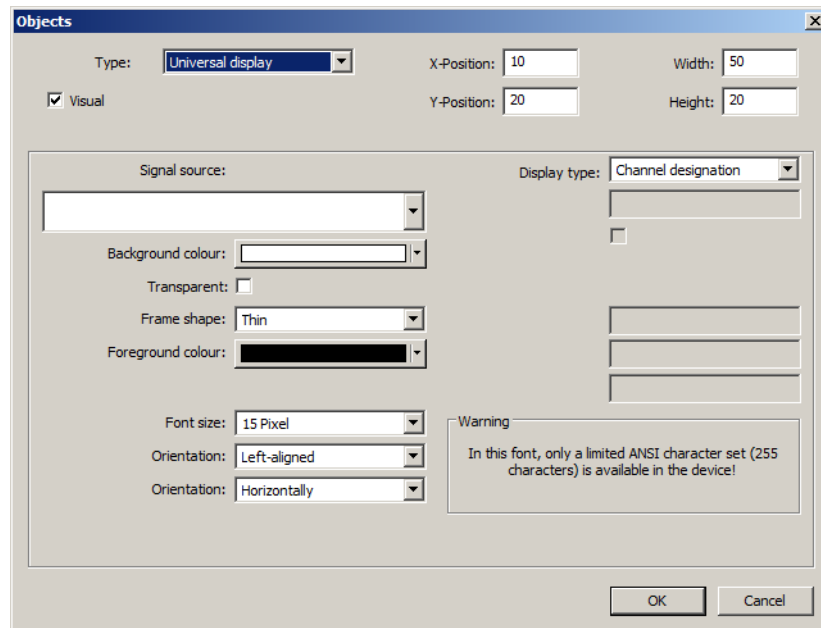 Objects
Type: Universal display X-Position: 10 Width: 50
Visual Y-Position: 20 Height: 20
Signal source: Display type: Channel designation
Background colour:
Transparent:
Frame shape: Thin
Foreground colour:
Font size: 15 Pixel Warning
Orientation: Left-aligned In this font, only a limited ANSI character set (255
characters) is available in the device!
Orientation: Horizontally
OK Cancel